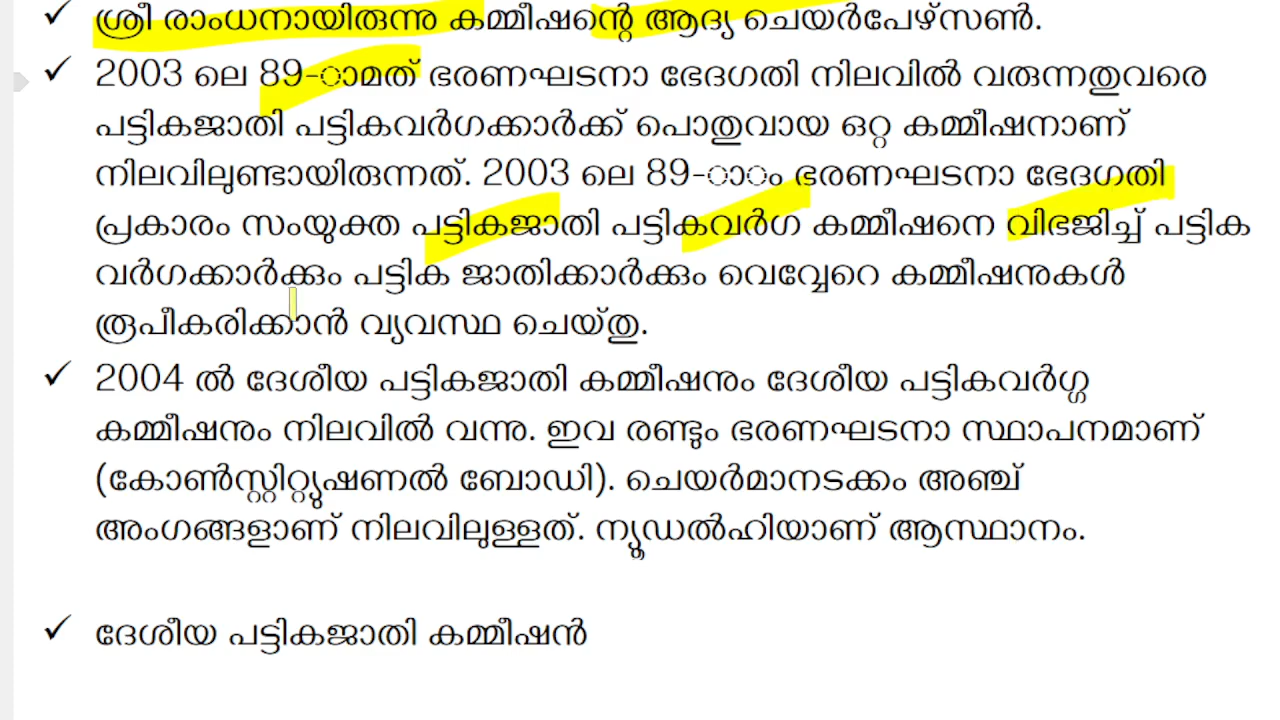 ശ്രീ രാംധനായിരുന്നു കമ്മീഷന്റെ ആദ്യ ചെയർപേഴ്സൺ.
2003 ലെ 89-ാമത് ഭരണഘടനാ ഭേദഗതി നിലവിൽ വരുന്നതുവരെ
പട്ടികജാതി പട്ടികവർഗക്കാർക്ക് പൊതുവായ ഒറ്റ കമ്മീഷനാണ്
നിലവിലുണ്ടായിരുന്നത്. 2003 ലെ 89-ാംം ഭരണഘടനാ ഭേദഗതി
പ്രകാരം സംയുക്ത പട്ടികജാതി പട്ടികവർഗ കമ്മീഷനെ വിഭജിച്ച് പട്ടിക
വർഗക്കാർക്കും പട്ടിക ജാതിക്കാർക്കും വെവ്വേറെ കമ്മീഷനുകൾ
രൂപീകരിക്കാൻ വ്യവസ്ഥ ചെയ്തു.
2004 ൽ ദേശീയ പട്ടികജാതി കമ്മീഷനും ദേശീയ പട്ടികവർഗ്ഗ
കമ്മീഷനും നിലവിൽ വന്നു. ഇവ രണ്ടും ഭരണഘടനാ സ്ഥാപനമാണ്
(കോൺസ്റ്റിറ്റ്യുഷണൽ ബോഡി). ചെയർമാനടക്കം അഞ്ച്
അംഗങ്ങളാണ് നിലവിലുള്ളത്. ന്യൂഡൽഹിയാണ് ആസ്ഥാനം.
ദേശീയ പട്ടികജാതി കമ്മീഷൻ